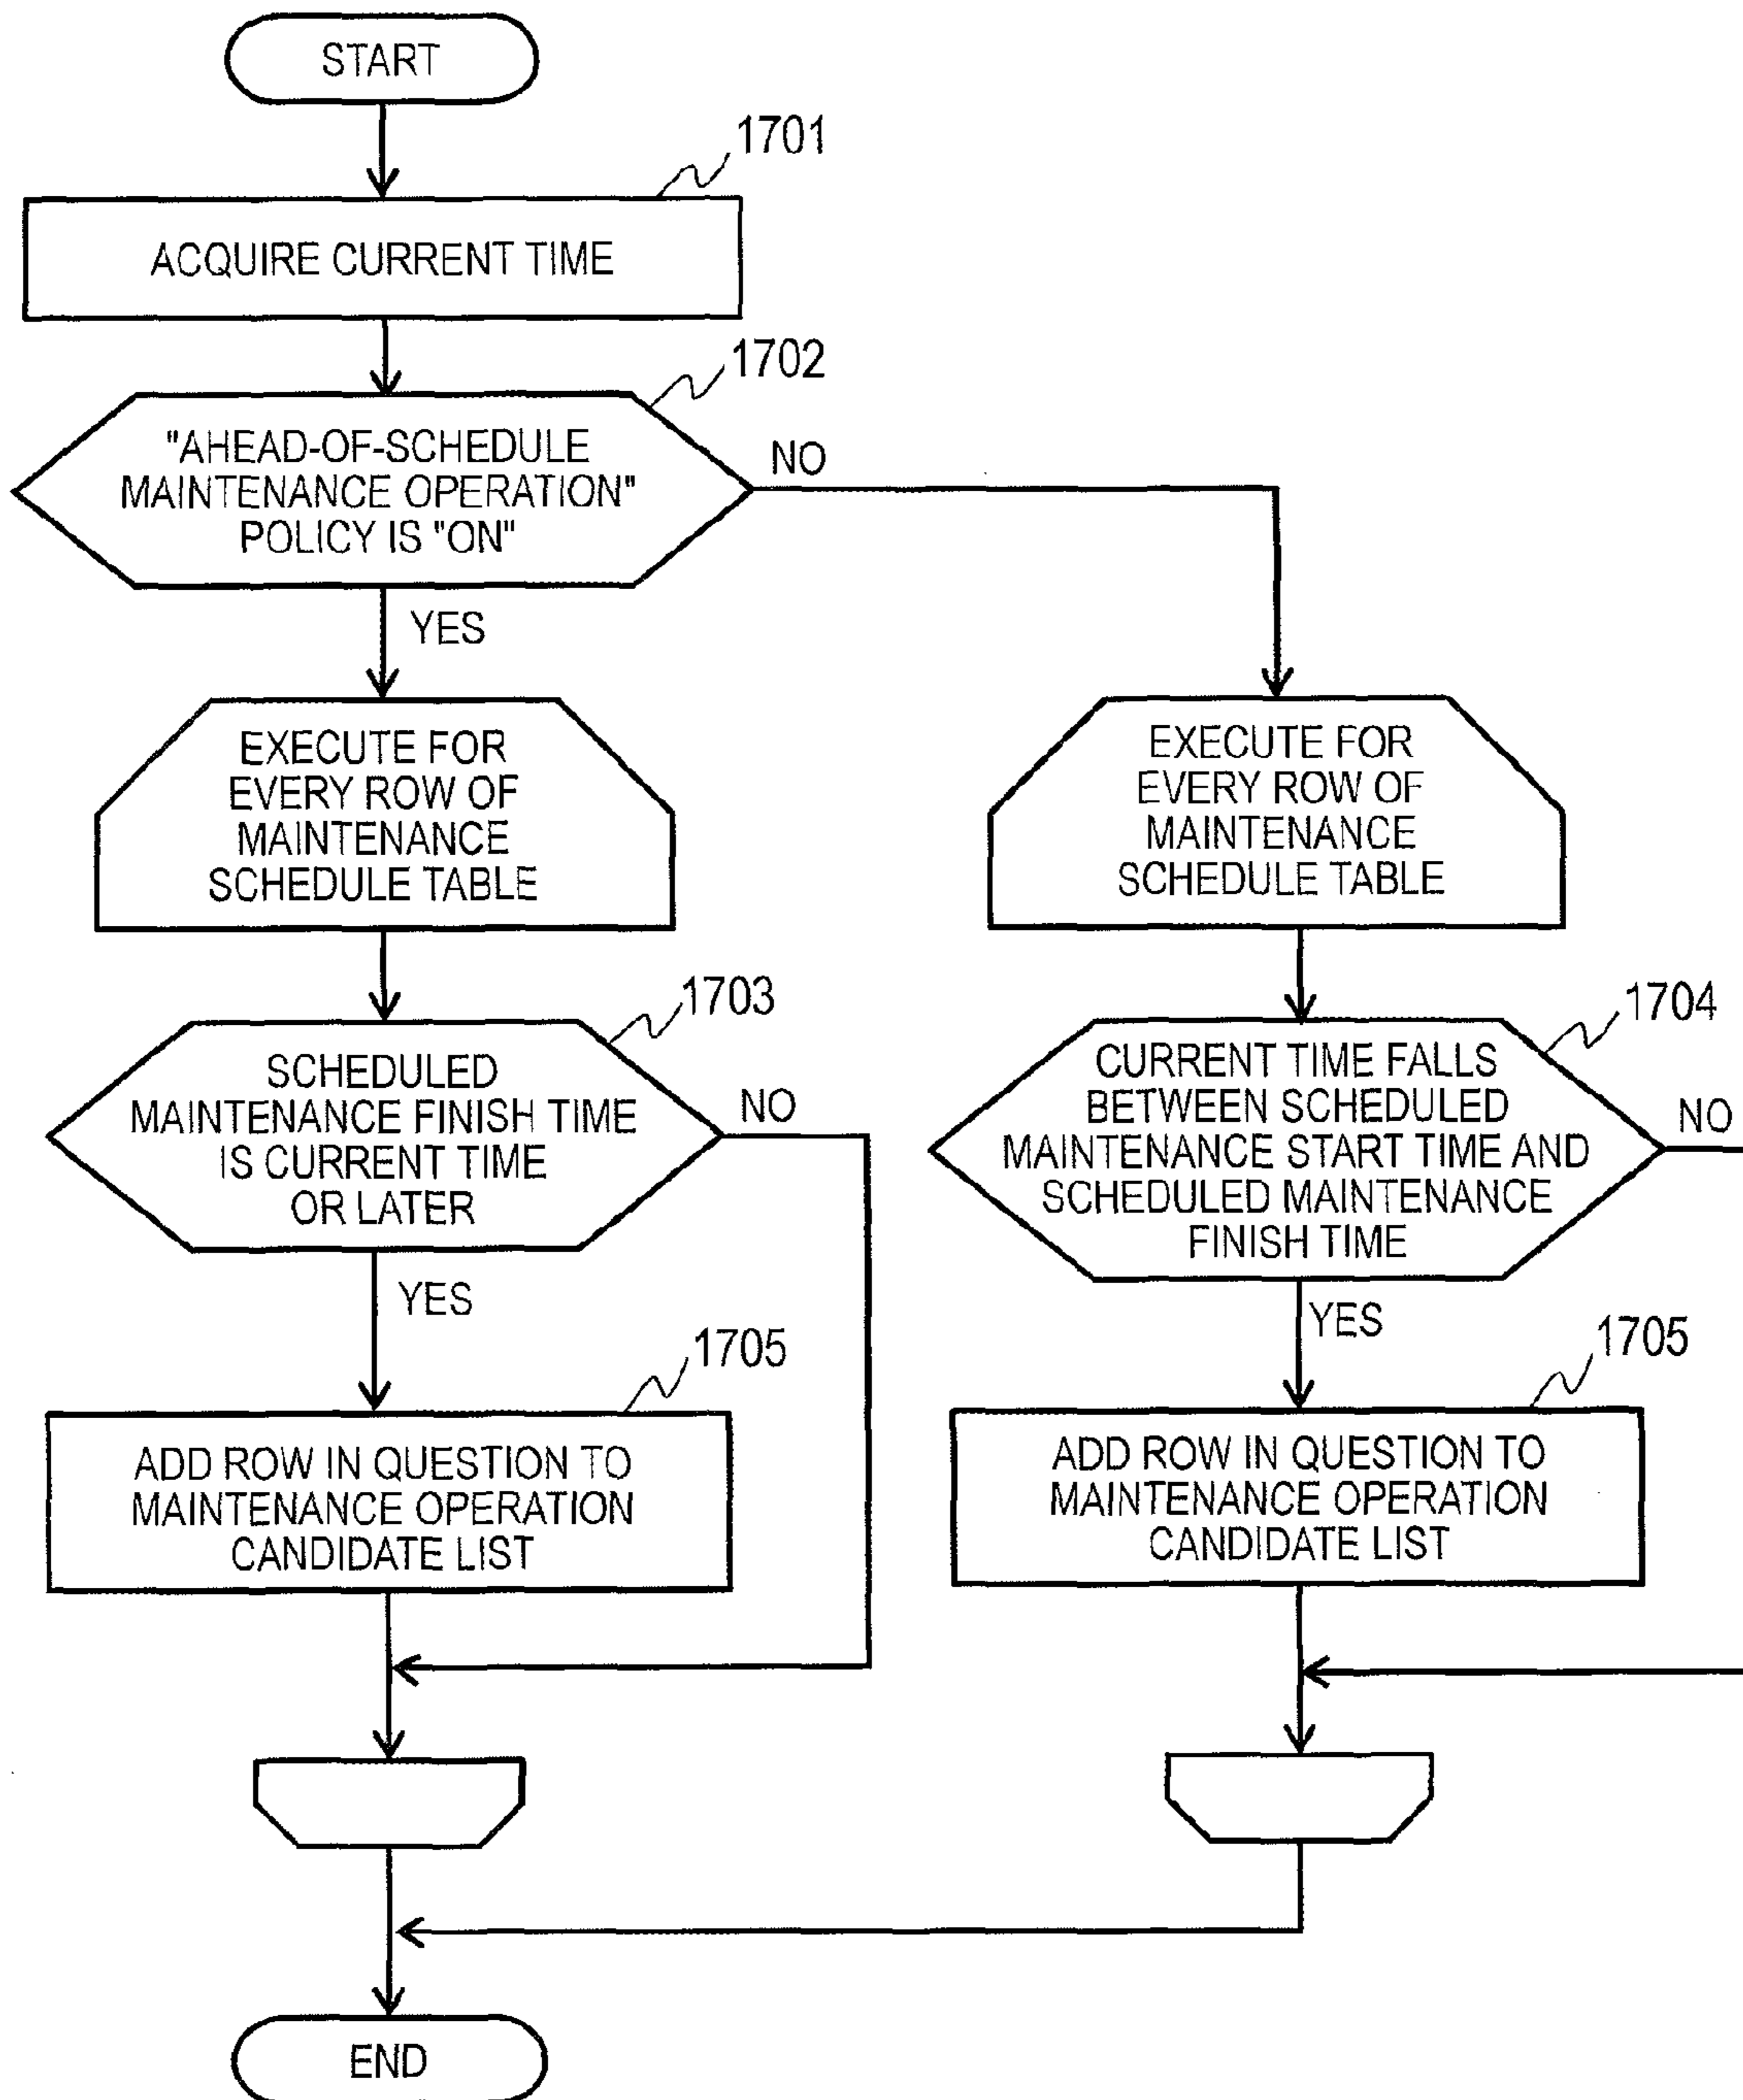 START
1701
ACQUIRE CURRENT TIME
1702
"AHEAD-OF-SCHEDULE
MAINTENANCE OPERATION"
POLICY IS "ON"
NO
YES
EXECUTE FOR
EVERY ROW OF
MAINTENANCE
SCHEDULE TABLE
1703
SCHEDULED
MAINTENANCE FINISH TIME
IS CURRENT TIME
OR LATER
NO
YES
1705
ADD ROW IN QUESTION TO
MAINTENANCE OPERATION
CANDIDATE LIST
EXECUTE FOR
EVERY ROW OF
MAINTENANCE
SCHEDULE TABLE
1704
CURRENT TIME FALLS
BETWEEN SCHEDULED
MAINTENANCE START TIME AND
SCHEDULED MAINTENANCE
FINISH TIME
NO
YES
1705
ADD ROW IN QUESTION TO
MAINTENANCE OPERATION
CANDIDATE LIST
END